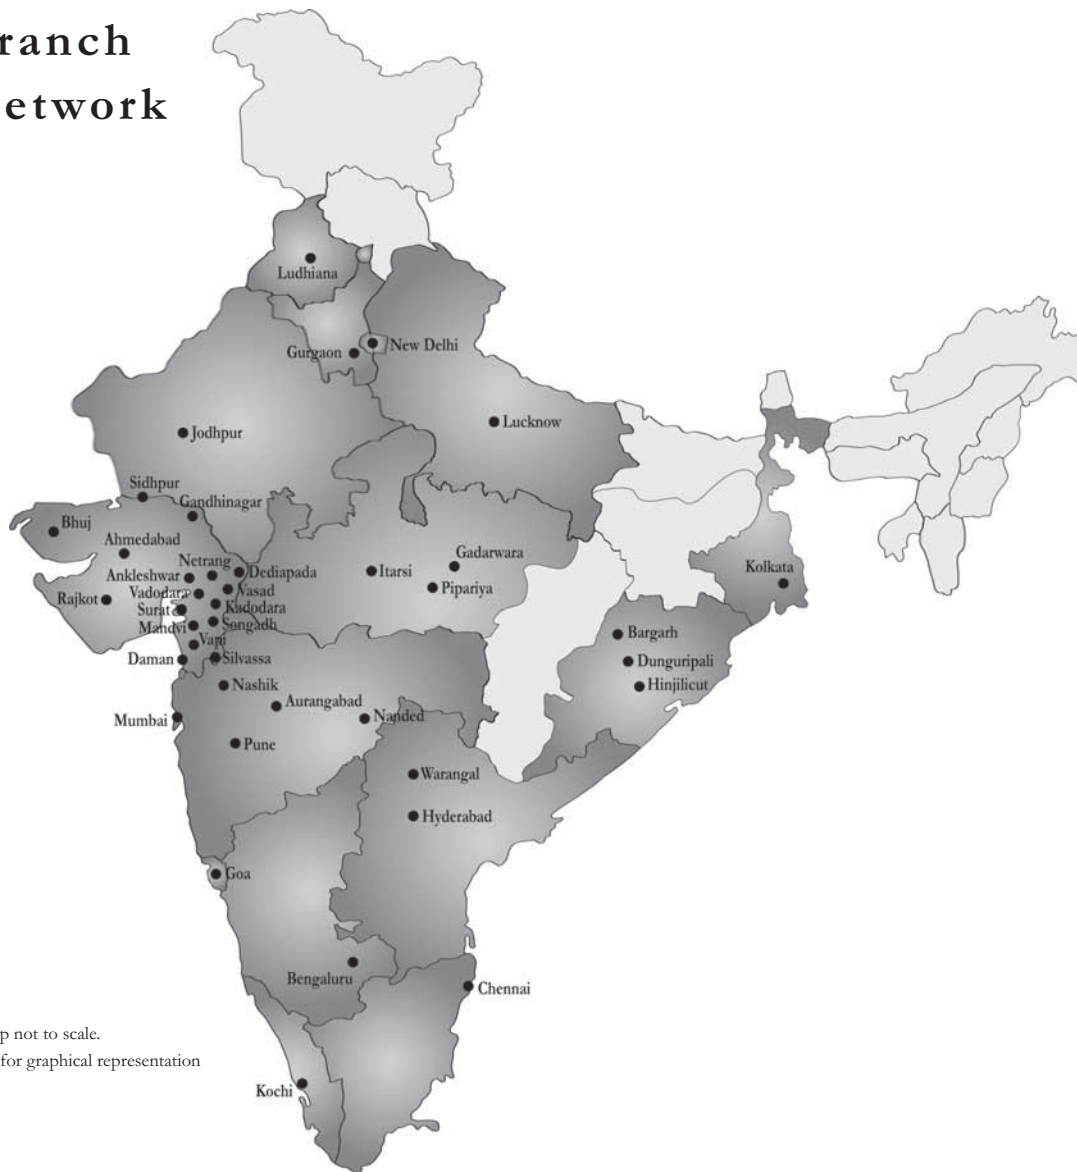 ranch
etwork
Ludhiana
New Delhi
Gurgaon
Lucknow
Jodhpur
Sidhpur
Gandhinagar
Bhuj
Ahmedabad
Netrang
Gadarwara
Ankleshwar
Dediapada
Itarsi
Kolkata
Vadodara
Vasad
Pipariya
Rajkot
Surat
Kadodara
Mandvi
Songadh
Bargarh
Vapi
Daman
Silvassa
Dunguripali
Nashik
Hinjilicut
Aurangabad
Mumbai
Nanded
Pune
Warangal
Hyderabad
Goa
Bengaluru
Chennai
p not to scale.
for graphical representation
Kochi